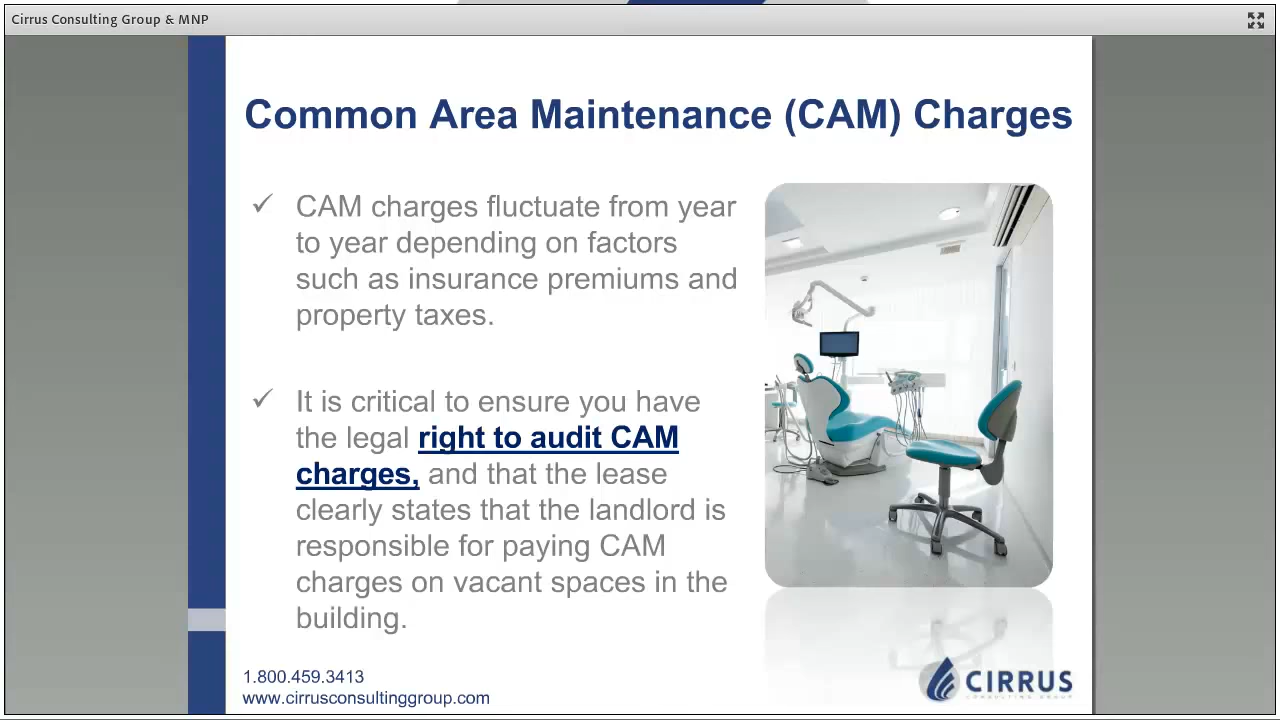 Cirrus Consulting Group & MNP
Common Area Maintenance (CAM) Charges
✓ CAM charges fluctuate from year
to year depending on factors
such as insurance premiums and
property taxes.
✓ It is critical to ensure you have
the legal right to audit CAM
charges, and that the lease
clearly states that the landlord is
responsible for paying CAM
charges on vacant spaces in the
building.
1.800.459.3413
www.cirrusconsultinggroup.com
CIRRUS
CONSULTING GROUP